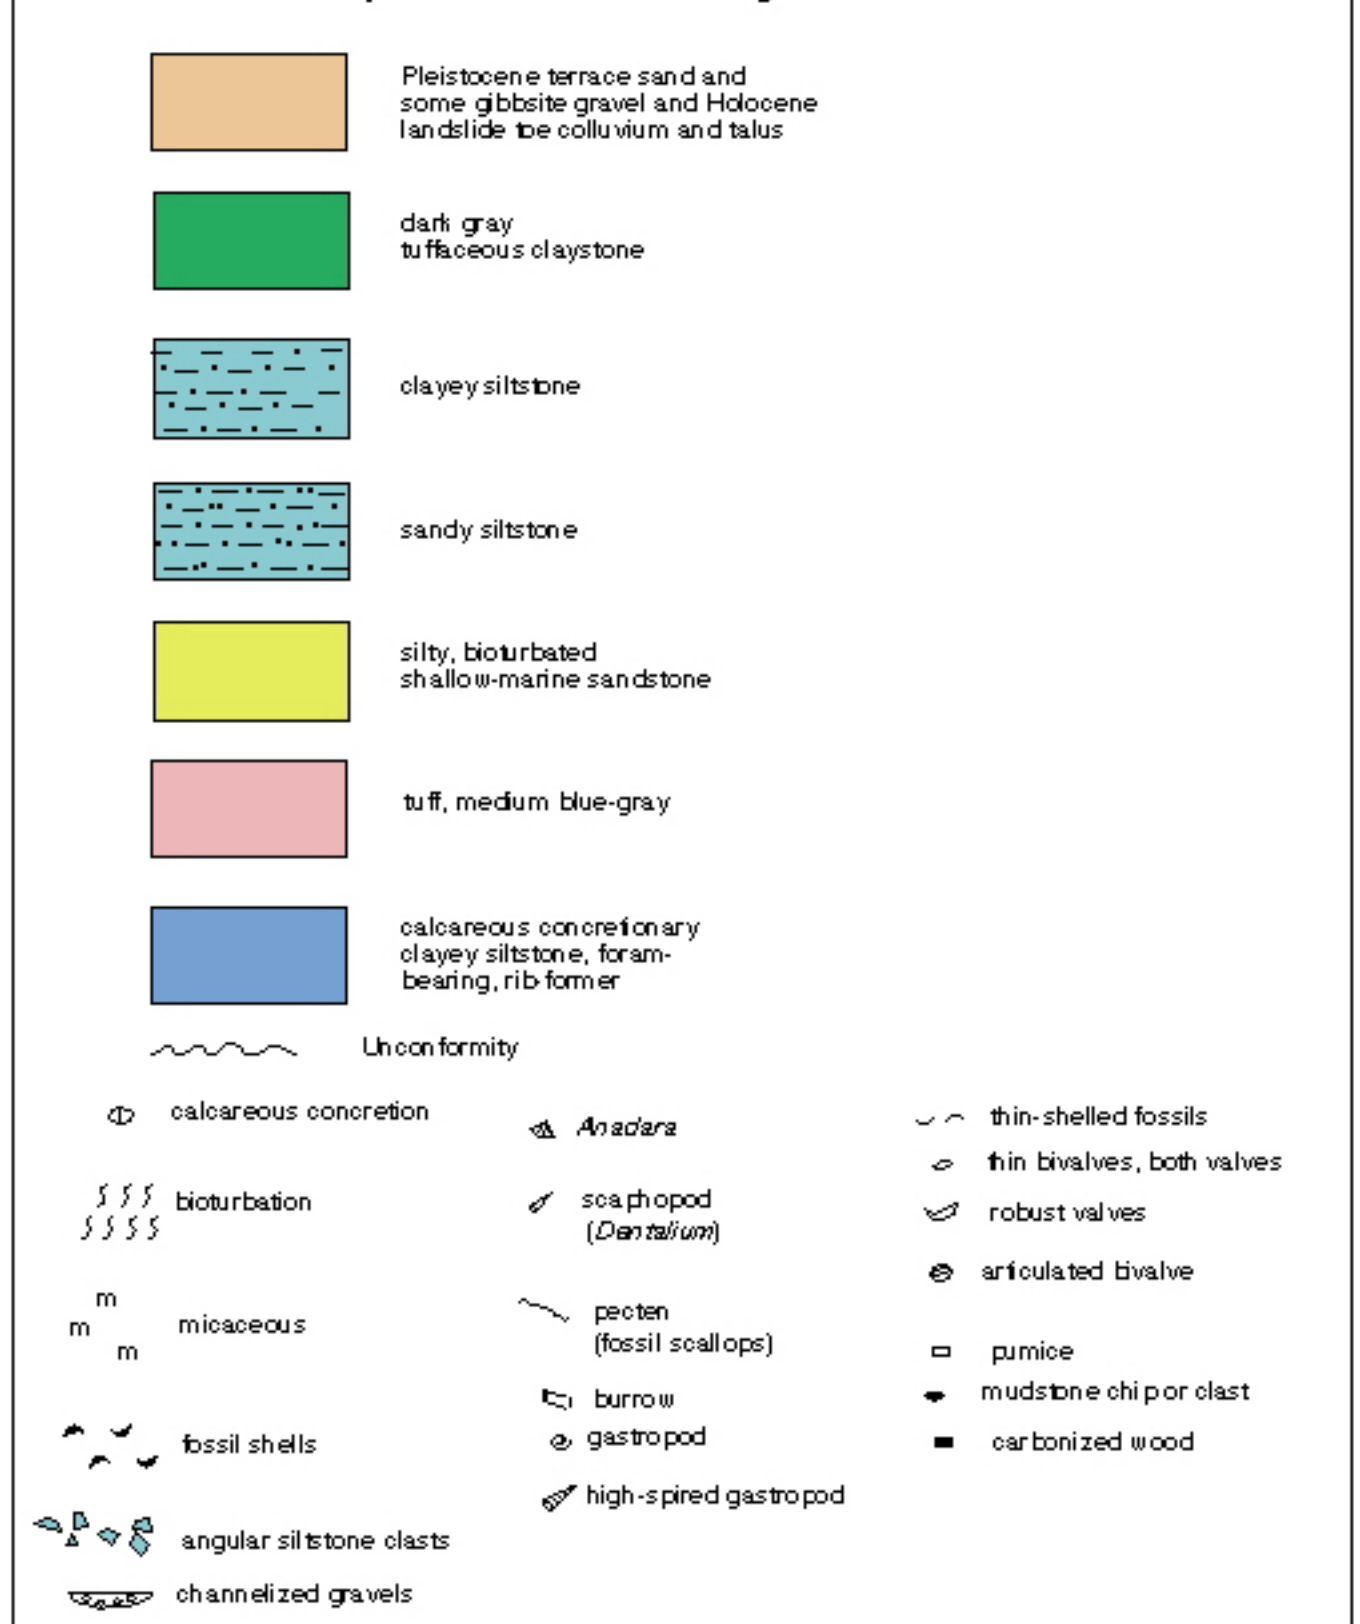 Pleistocene terrace sand and
some gibbsite gravel and Holocene
landslide toe colluvium and talus
dark gray
tuffaceous claystone
clayey siltstone
sandy siltstone
silty, bioturbated
shallow-marine sandstone
tuff, medium blue-gray
calcareous concretionary
clayey siltstone, foram-
bearing, rib-former
Unconformity
calcareous concretion
bioturbation
m
m
m
micaceous
fossil shells
angular siltstone clasts
channelized gravels
Anadara
scaphopod
(Dentalium)
pecten
(fossil scallops)
burrow
gastropod
high-spired gastropod
thin-shelled fossils
thin bivalves, both valves
robust valves
articulated bivalve
pumice
mudstone chip or clast
carbonized wood